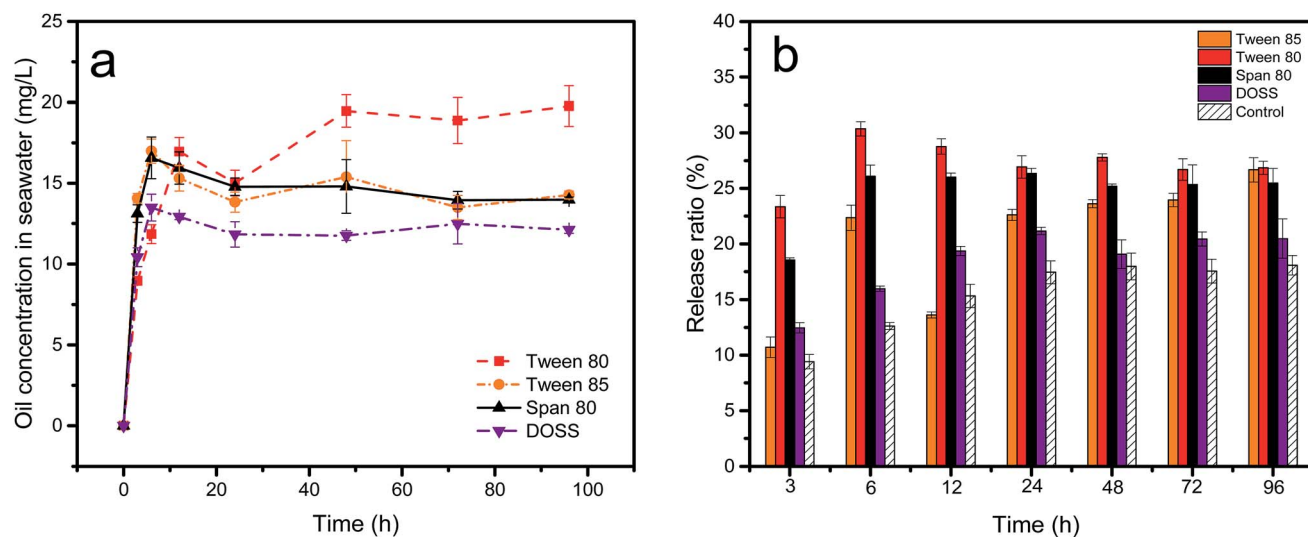 a
Oil concentration in seawater (mg/L)
25
20
15
10
5
0
0 20 40 60 80 100
Time (h)
Tween 80
Tween 85
Span 80
DOSS
b
Release ratio (%)
40
35
30
25
20
15
10
5
0
3 6 12 24 48 72 96
Time (h)
Tween 85
Tween 80
Span 80
DOSS
Control